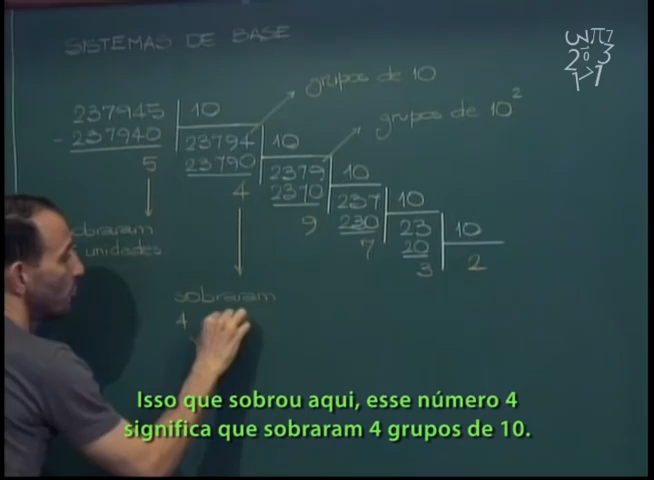 SISTEMAS DE BASE
grupos de 10
grupos de 10²
237945 | 10
- 237940 23794 | 10
5 23790 2379 | 10
4 2370 237 | 10
9 230 23 | 10
7 20 2
3
obraram
unidades
sobraram
4
Isso que sobrou aqui, esse número 4
significa que sobraram 4 grupos de 10.